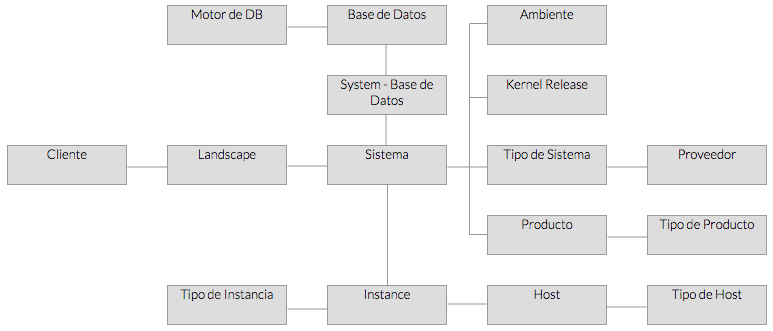 Motor de DB
Base de Datos
Ambiente
System - Base de
Datos
Kernel Release
Cliente
Landscape
Sistema
Tipo de Sistema
Proveedor
Producto
Tipo de Producto
Tipo de Instancia
Instance
Host
Tipo de Host